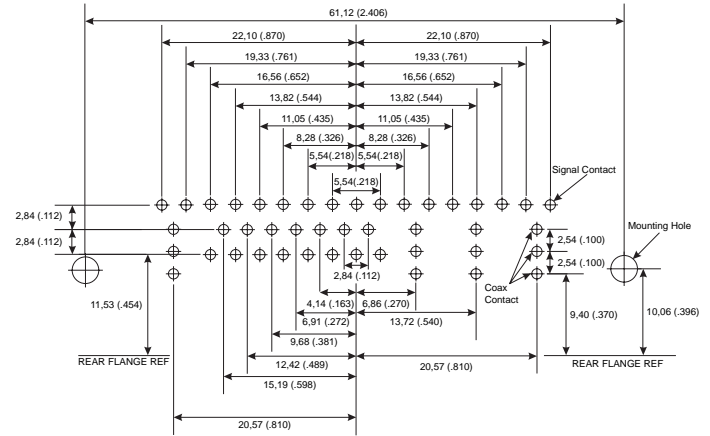 61,12 (2.406)
22,10 (.870) 22,10 (.870)
19,33 (.761) 19,33 (.761)
16,56 (.652) 16,56 (.652)
13,82 (.544) 13,82 (.544)
11,05 (.435) 11,05 (.435)
8,28 (.326) 8,28 (.326)
5,54(.218) 5,54(.218)
5,54(.218)
Signal Contact
2,84 (.112)
2,84 (.112)
Mounting Hole
2,54 (.100)
2,54 (.100)
2,84 (.112)
Coax
Contact
11,53 (.454)
4,14 (.163) 6,86 (.270)
9,40 (.370)
10,06 (.396)
6,91 (.272) 13,72 (.540)
9,68 (.381)
REAR FLANGE REF REAR FLANGE REF
12,42 (.489) 20,57 (.810)
15,19 (.598)
20,57 (.810)